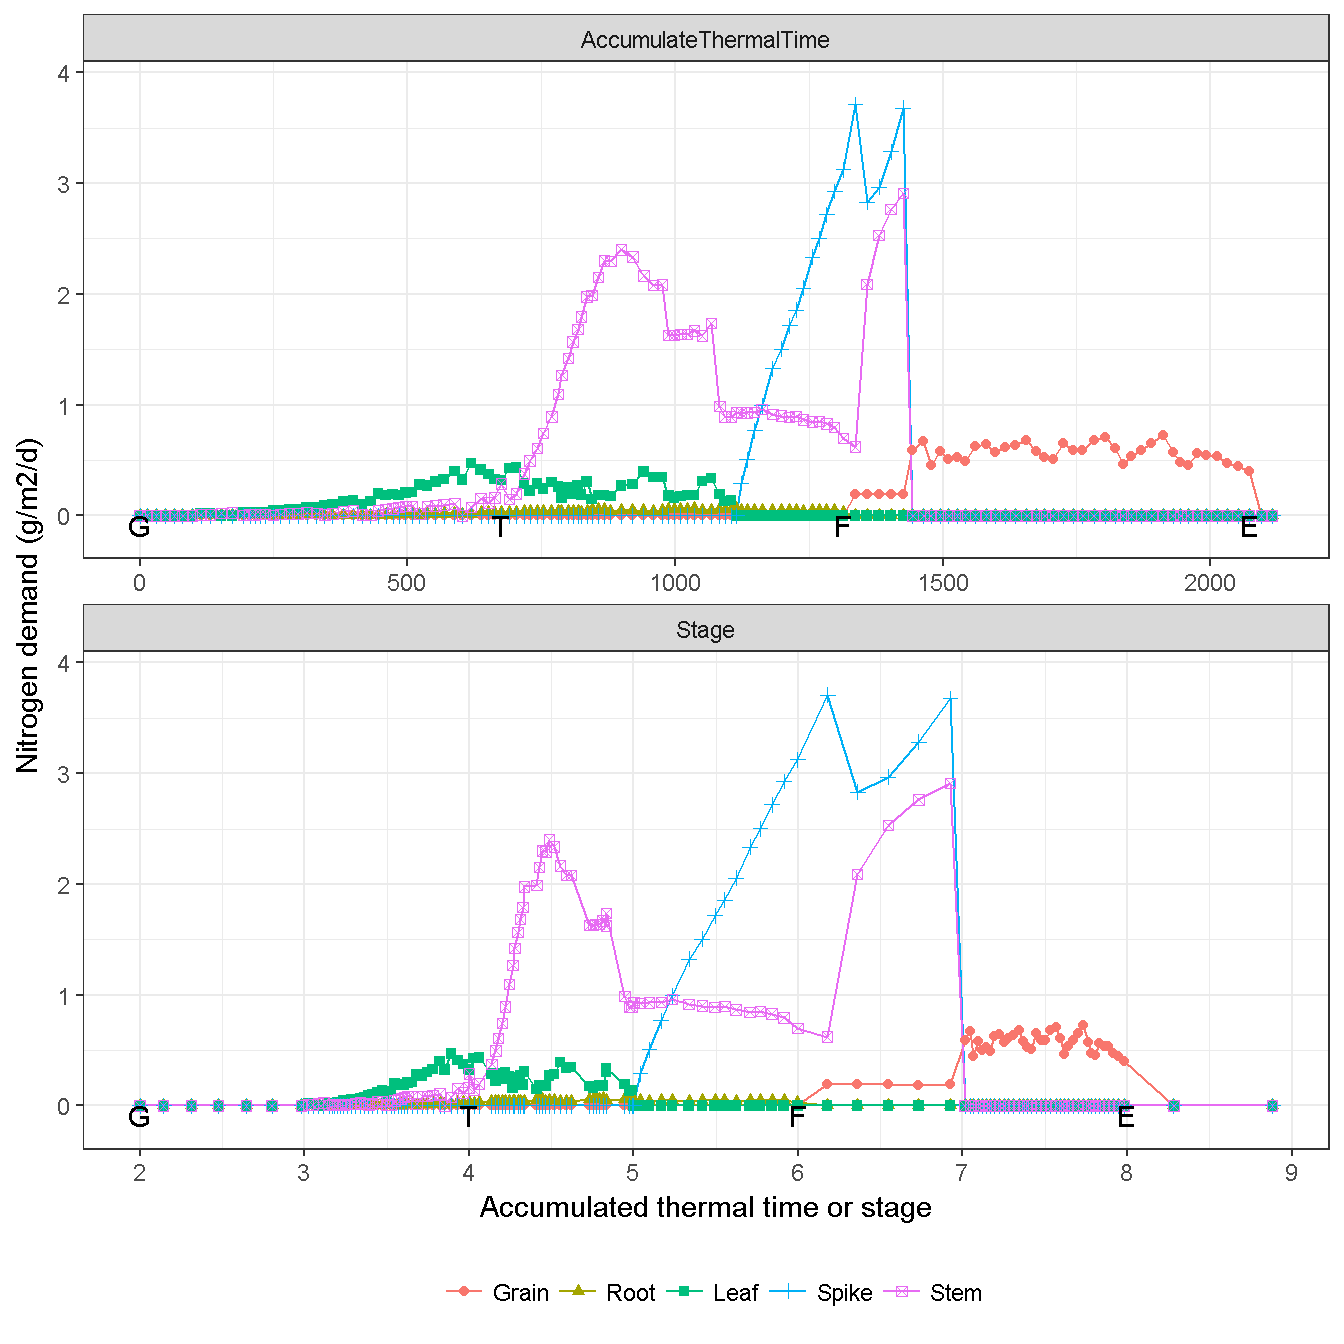 AccumulateThermalTime
4
3
2
1
0
G T F E
0 500 1000 1500 2000
Nitrogen demand (g/m2/d)
Stage
4
3
2
1
0
G T F E
2 3 4 5 6 7 8 9
Accumulated thermal time or stage
Grain Root Leaf Spike Stem